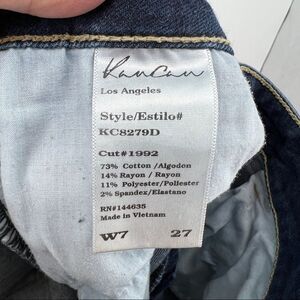 KanCan
Los Angeles
Style/Estilo#
KC8279D
Cut#1992
73% Cotton /Algodon
14% Rayon / Rayon
11% Polyester/Poliester
2% Spandex/Elastano
RN#144635
Made in Vietnam
W7 27